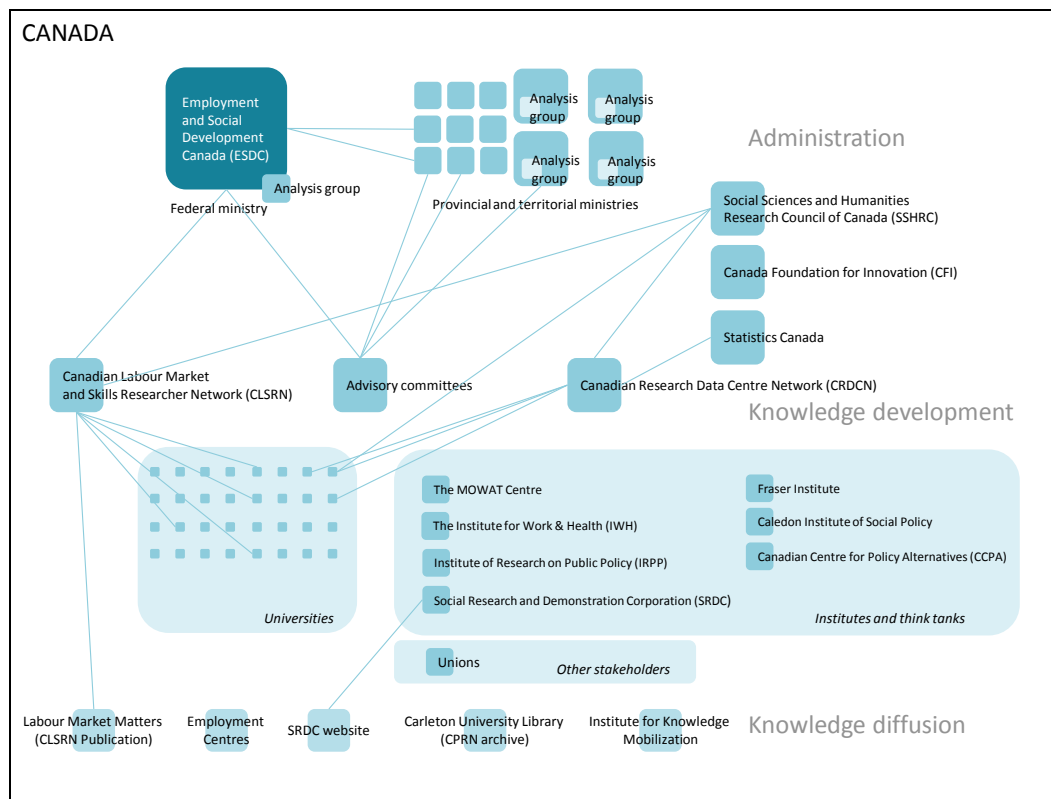 CANADA
Employment
and Social
Development
Canada (ESDC)
Analysis group
Federal ministry
Analysis
group
Analysis
group
Analysis
group
Analysis
group
Provincial and territorial ministries
Administration
Social Sciences and Humanities
Research Council of Canada (SSHRC)
Canada Foundation for Innovation (CFI)
Statistics Canada
Canadian Labour Market
and Skills Researcher Network (CLSRN)
Advisory committees
Canadian Research Data Centre Network (CRDCN)
Knowledge development
Universities
The MOWAT Centre
The Institute for Work & Health (IWH)
Institute of Research on Public Policy (IRPP)
Social Research and Demonstration Corporation (SRDC)
Fraser Institute
Caledon Institute of Social Policy
Canadian Centre for Policy Alternatives (CCPA)
Institutes and think tanks
Unions
Other stakeholders
Labour Market Matters
(CLSRN Publication)
Employment
Centres
SRDC website
Carleton University Library
(CPRN archive)
Institute for Knowledge
Mobilization
Knowledge diffusion